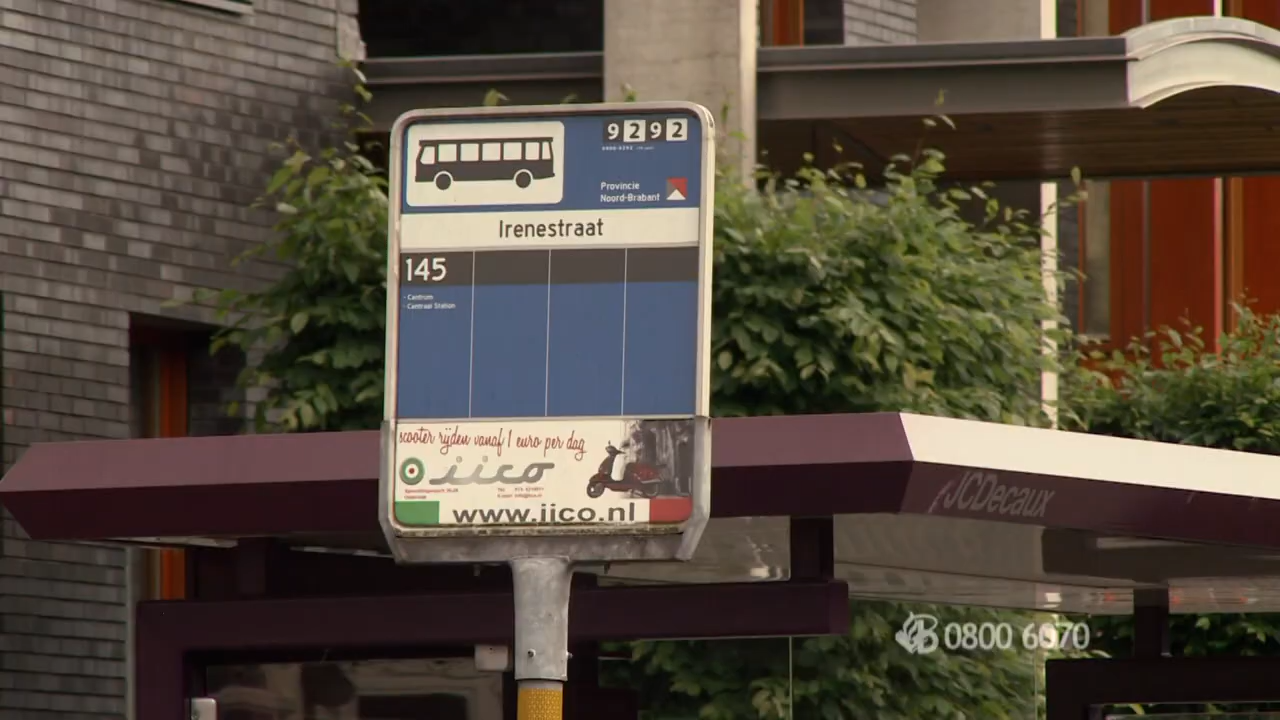 9292
Provincie
Noord-Brabant
Irenestraat
145
- Centrum
- Centraal Station
scooter rijden vanaf 1 euro per dag
iico
www.iico.nl
JCDecaux
0800 6070